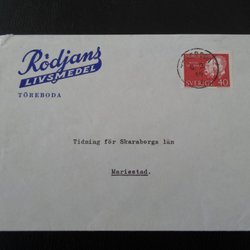 Rödjans
LIVSMEDEL
TÖREBODA
SVERIGE 40
Tidning för Skaraborgs län
Mariestad.